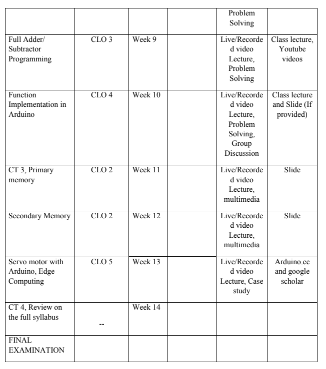 Problem
Solving
Full Adder/
Subtractor
Programming
CLO 3
Week 9
Live/Recorde
d video
Lecture,
Problem
Solving
Class lecture,
Youtube
videos
Function
Implementation in
Arduino
CLO 4
Week 10
Live/Recorde
d video
Lecture,
Problem
Solving,
Group
Discussion
Class lecture
and Slide (If
provided)
CT 3, Primary
memory
CLO 2
Week 11
Live/Recorde
d video
Lecture,
multimedia
Slide
Secondary Memory
CLO 2
Week 12
Live/Recorde
d video
Lecture,
multimedia
Slide
Servo motor with
Arduino, Edge
Computing
CLO 5
Week 13
Live/Recorde
d video
Lecture, Case
study
Arduino cc
and google
scholar
CT 4, Review on
the full syllabus
--
Week 14
FINAL
EXAMINATION